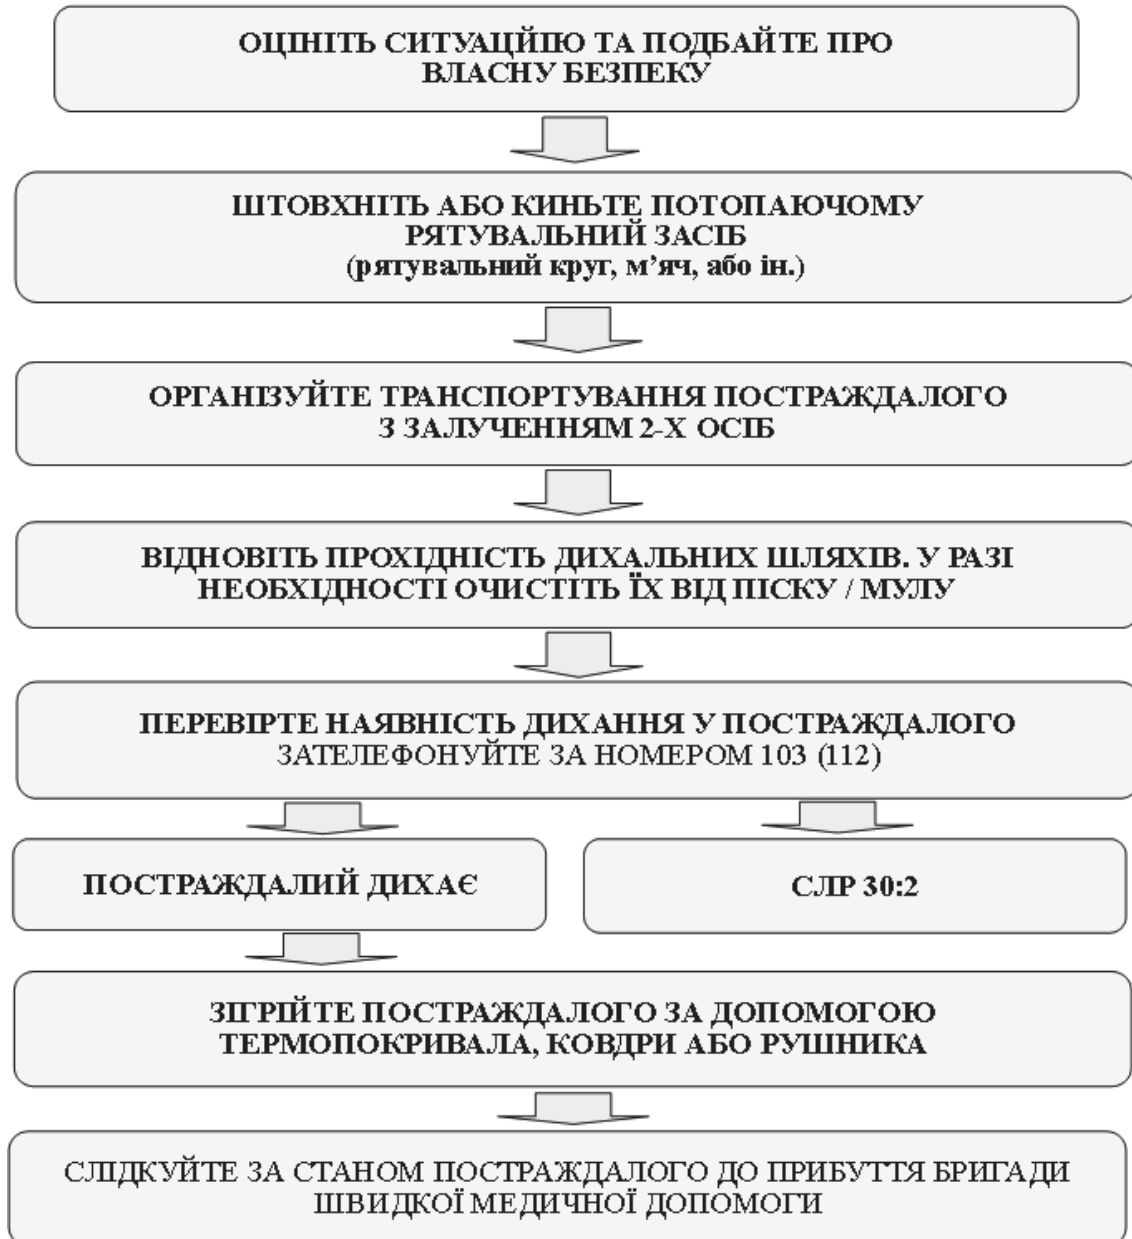 ОЦІНІТЬ СИТУАЦЙІЮ ТА ПОДБАЙТЕ ПРО
ВЛАСНУ БЕЗПЕКУ
ШТОВХНІТЬ АБО КИНЬТЕ ПОТОПАЮЧОМУ
РЯТУВАЛЬНИЙ ЗАСІБ
(рятувальний круг, м’яч, або ін.)
ОРГАНІЗУЙТЕ ТРАНСПОРТУВАННЯ ПОСТРАЖДАЛОГО
З ЗАЛУЧЕННЯМ 2-Х ОСІБ
ВІДНОВІТЬ ПРОХІДНІСТЬ ДИХАЛЬНИХ ШЛЯХІВ. У РАЗІ
НЕОБХІДНОСТІ ОЧИСТІТЬ ЇХ ВІД ПІСКУ / МУЛУ
ПЕРЕВІРТЕ НАЯВНІСТЬ ДИХАННЯ У ПОСТРАЖДАЛОГО
ЗАТЕЛЕФОНУЙТЕ ЗА НОМЕРОМ 103 (112)
ПОСТРАЖДАЛИЙ ДИХАЄ
СЛР 30:2
ЗІГРІЙТЕ ПОСТРАЖДАЛОГО ЗА ДОПОМОГОЮ
ТЕРМОПОКРИВАЛА, КОВДРИ АБО РУШНИКА
СЛІДКУЙТЕ ЗА СТАНОМ ПОСТРАЖДАЛОГО ДО ПРИБУТТЯ БРИГАДИ
ШВИДКОЇ МЕДИЧНОЇ ДОПОМОГИ